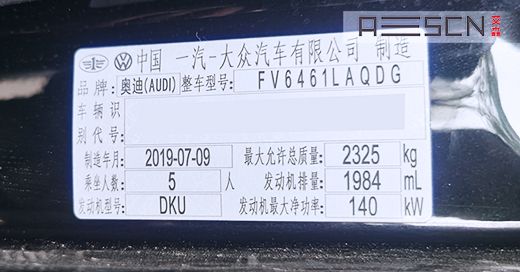 AESCN 艾森
中国 一汽-大众汽车有限公司 制造
品牌 奥迪(AUDI) 整车型号: FV6461LAQDG
车辆识
别代号:
制造年月: 2019-07-09 最大允许总质量: 2325 kg
乘坐人数: 5 人 发动机排量: 1984 mL
发动机型号: DKU 发动机最大净功率: 140 kW